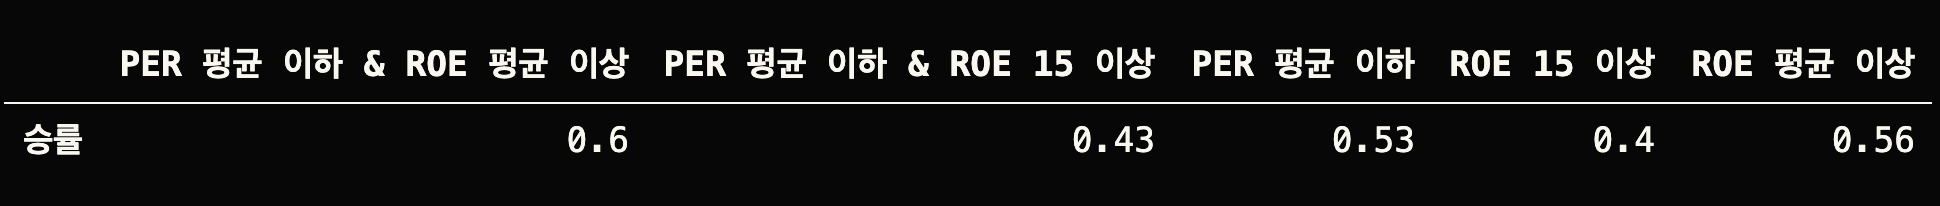 PER 평균 이하 & ROE 평균 이상 PER 평균 이하 & ROE 15 이상 PER 평균 이하 ROE 15 이상 ROE 평균 이상
승률 0.6 0.43 0.53 0.4 0.56